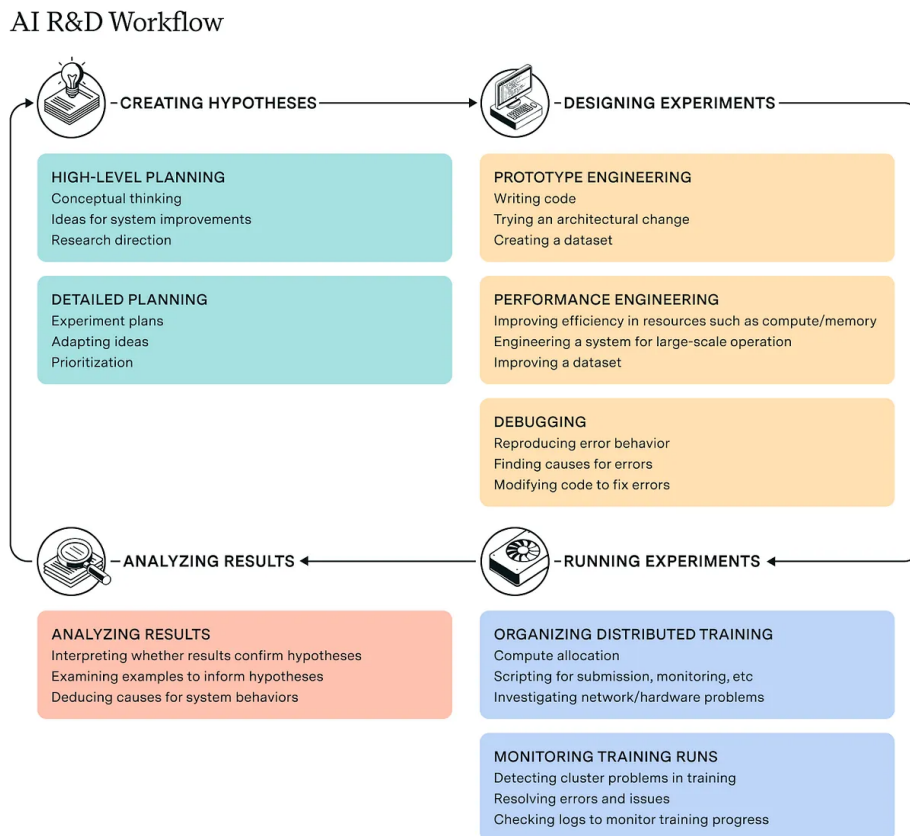 AI R&D Workflow
CREATING HYPOTHESES
HIGH-LEVEL PLANNING
Conceptual thinking
Ideas for system improvements
Research direction
DETAILED PLANNING
Experiment plans
Adapting ideas
Prioritization
DESIGNING EXPERIMENTS
PROTOTYPE ENGINEERING
Writing code
Trying an architectural change
Creating a dataset
PERFORMANCE ENGINEERING
Improving efficiency in resources such as compute/memory
Engineering a system for large-scale operation
Improving a dataset
DEBUGGING
Reproducing error behavior
Finding causes for errors
Modifying code to fix errors
RUNNING EXPERIMENTS
ORGANIZING DISTRIBUTED TRAINING
Compute allocation
Scripting for submission, monitoring, etc
Investigating network/hardware problems
MONITORING TRAINING RUNS
Detecting cluster problems in training
Resolving errors and issues
Checking logs to monitor training progress
ANALYZING RESULTS
ANALYZING RESULTS
Interpreting whether results confirm hypotheses
Examining examples to inform hypotheses
Deducing causes for system behaviors